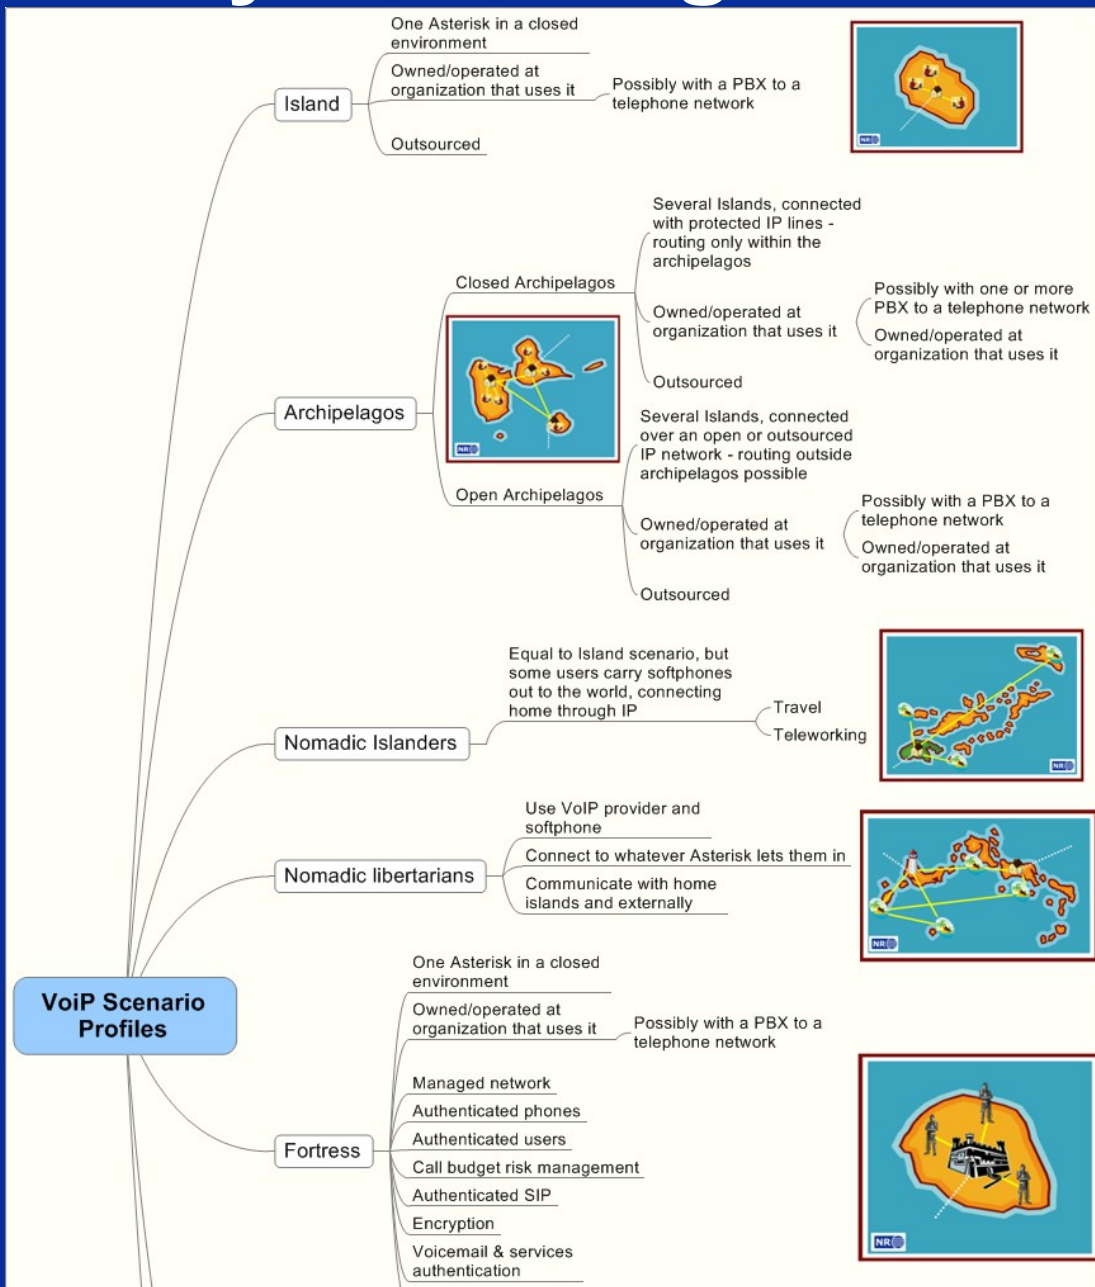 One Asterisk in a closed
environment
Owned/operated at
organization that uses it
Possibly with a PBX to a
telephone network
Island
Outsourced
NR
Several Islands, connected
with protected IP lines -
routing only within the
archipelagos
Closed Archipelagos
Possibly with one or more
PBX to a telephone network
Owned/operated at
organization that uses it
Owned/operated at
organization that uses it
Outsourced
Archipelagos
NR
Several Islands, connected
over an open or outsourced
IP network - routing outside
archipelagos possible
Open Archipelagos
Possibly with a PBX to a
telephone network
Owned/operated at
organization that uses it
Owned/operated at
organization that uses it
Outsourced
Equal to Island scenario, but
some users carry softphones
out to the world, connecting
home through IP
Travel
Teleworking
Nomadic Islanders
NR
Use VoIP provider and
softphone
Connect to whatever Asterisk lets them in
Nomadic libertarians
Communicate with home
islands and externally
NR
One Asterisk in a closed
environment
VoiP Scenario
Profiles
Owned/operated at
organization that uses it
Possibly with a PBX to a
telephone network
Managed network
Authenticated phones
Authenticated users
Fortress
Call budget risk management
Authenticated SIP
Encryption
Voicemail & services
authentication
NR